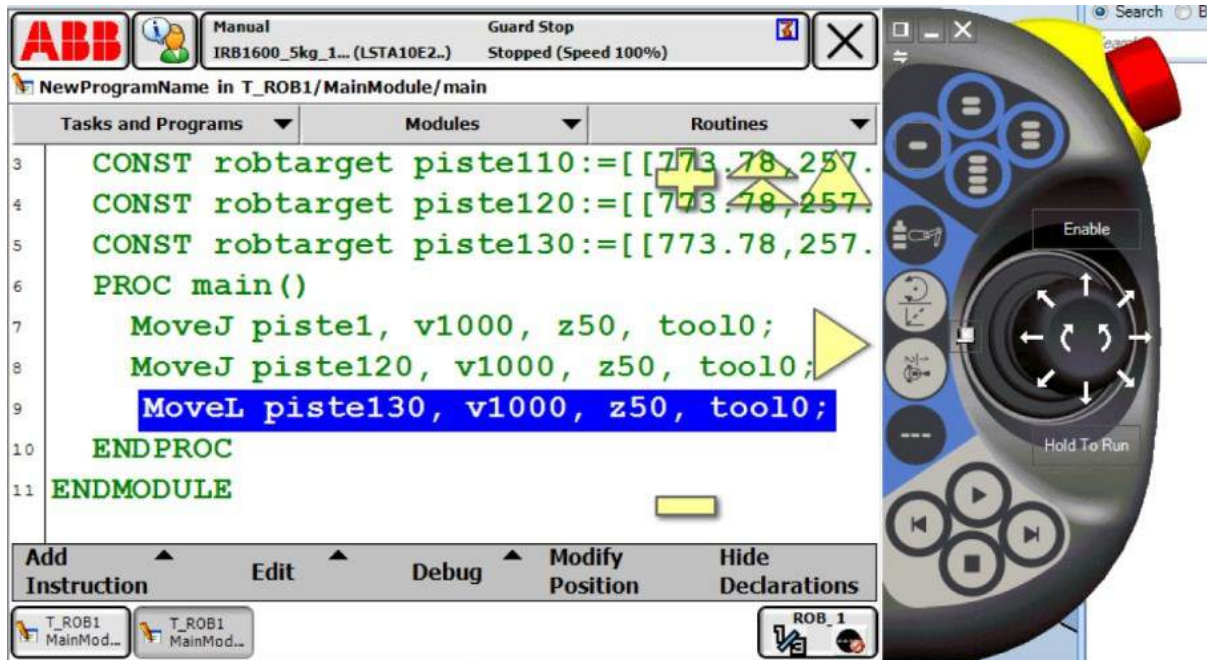 ABB
Manual
IRB1600_5kg_1... (LSTA10E2..)
Guard Stop
Stopped (Speed 100%)
NewProgramName in T_ROB1/MainModule/main
Tasks and Programs
Modules
Routines
3 CONST robtarget piste110:=[[773.78,257.
4 CONST robtarget piste120:=[[773.78,257.
5 CONST robtarget piste130:=[[773.78,257.
6 PROC main()
7 MoveJ piste1, v1000, z50, tool0;
8 MoveJ piste120, v1000, z50, tool0;
9 MoveL piste130, v1000, z50, tool0;
10 ENDPROC
11 ENDMODULE
Add Instruction
Edit
Debug
Modify Position
Hide Declarations
T_ROB1
MainMod...
T_ROB1
MainMod...
ROB_1
1/3
Search
B
Enable
Hold To Run